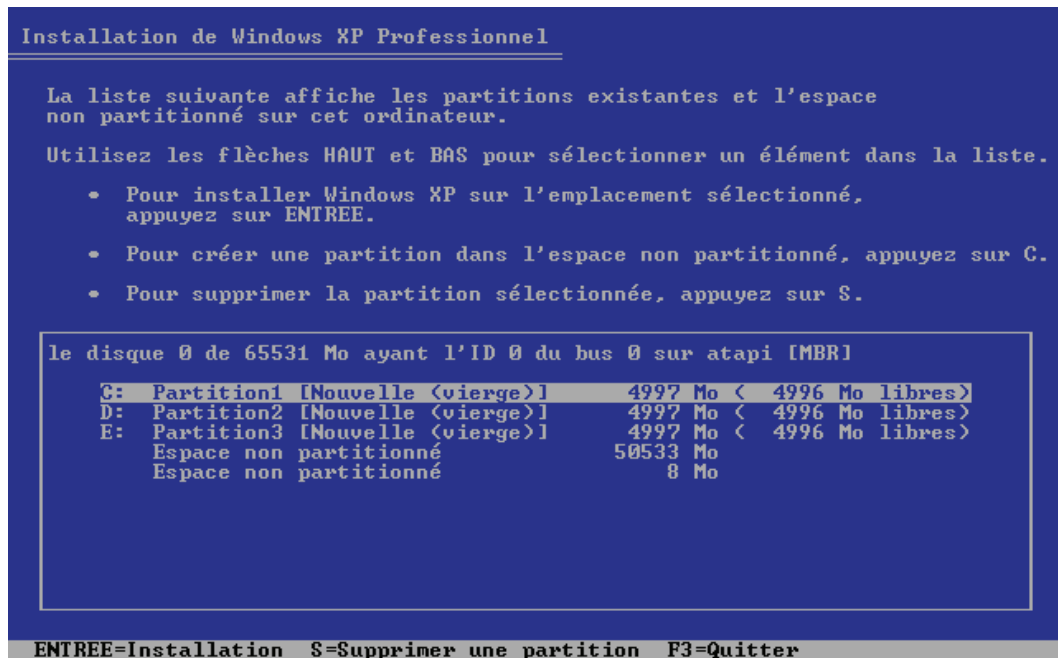 Installation de Windows XP Professionnel
La liste suivante affiche les partitions existantes et l'espace
non partitionné sur cet ordinateur.
Utilisez les flèches HAUT et BAS pour sélectionner un élément dans la liste.
• Pour installer Windows XP sur l'emplacement sélectionné,
appuyez sur ENTREE.
• Pour créer une partition dans l'espace non partitionné, appuyez sur C.
• Pour supprimer la partition sélectionnée, appuyez sur S.
le disque 0 de 65531 Mo ayant l'ID 0 du bus 0 sur atapi [MBR]
C: Partition1 [Nouvelle (vierge)] 4997 Mo ( 4996 Mo libres)
D: Partition2 [Nouvelle (vierge)] 4997 Mo ( 4996 Mo libres)
E: Partition3 [Nouvelle (vierge)] 4997 Mo ( 4996 Mo libres)
Espace non partitionné 50533 Mo
Espace non partitionné 8 Mo
ENTREE=Installation S=Supprimer une partition F3=Quitter